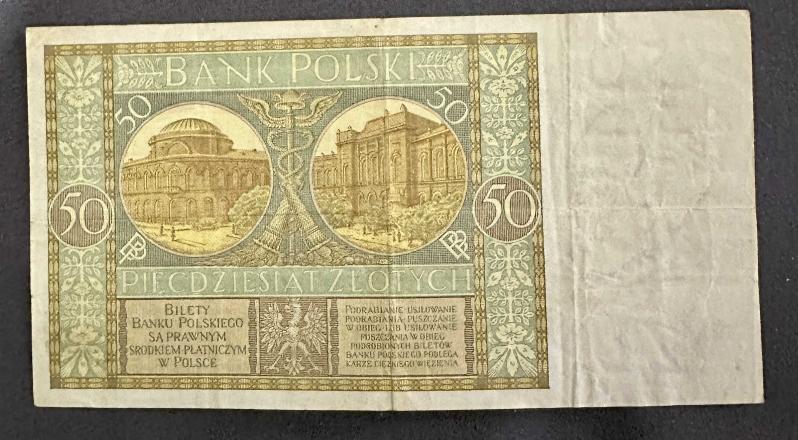 BANK POLSKI
50 50
50 50
PIĘĆDZIESIĄT ZŁOTYCH
BILETY
BANKU POLSKIEGO
SĄ PRAWNYM
ŚRODKIEM PŁATNICZYM
W POLSCE
PODRABIANIE·USIŁOWANIE
PODRABIANIA·PUSZCZANIE
W OBIEG·LUB USIŁOWANIE
PUSZCZANIA W OBIEG
PODROBIONYCH BILETÓW
BANKU POLSKIEGO PODLEGA
KARZE CIĘŻKIEGO WIĘZIENIA